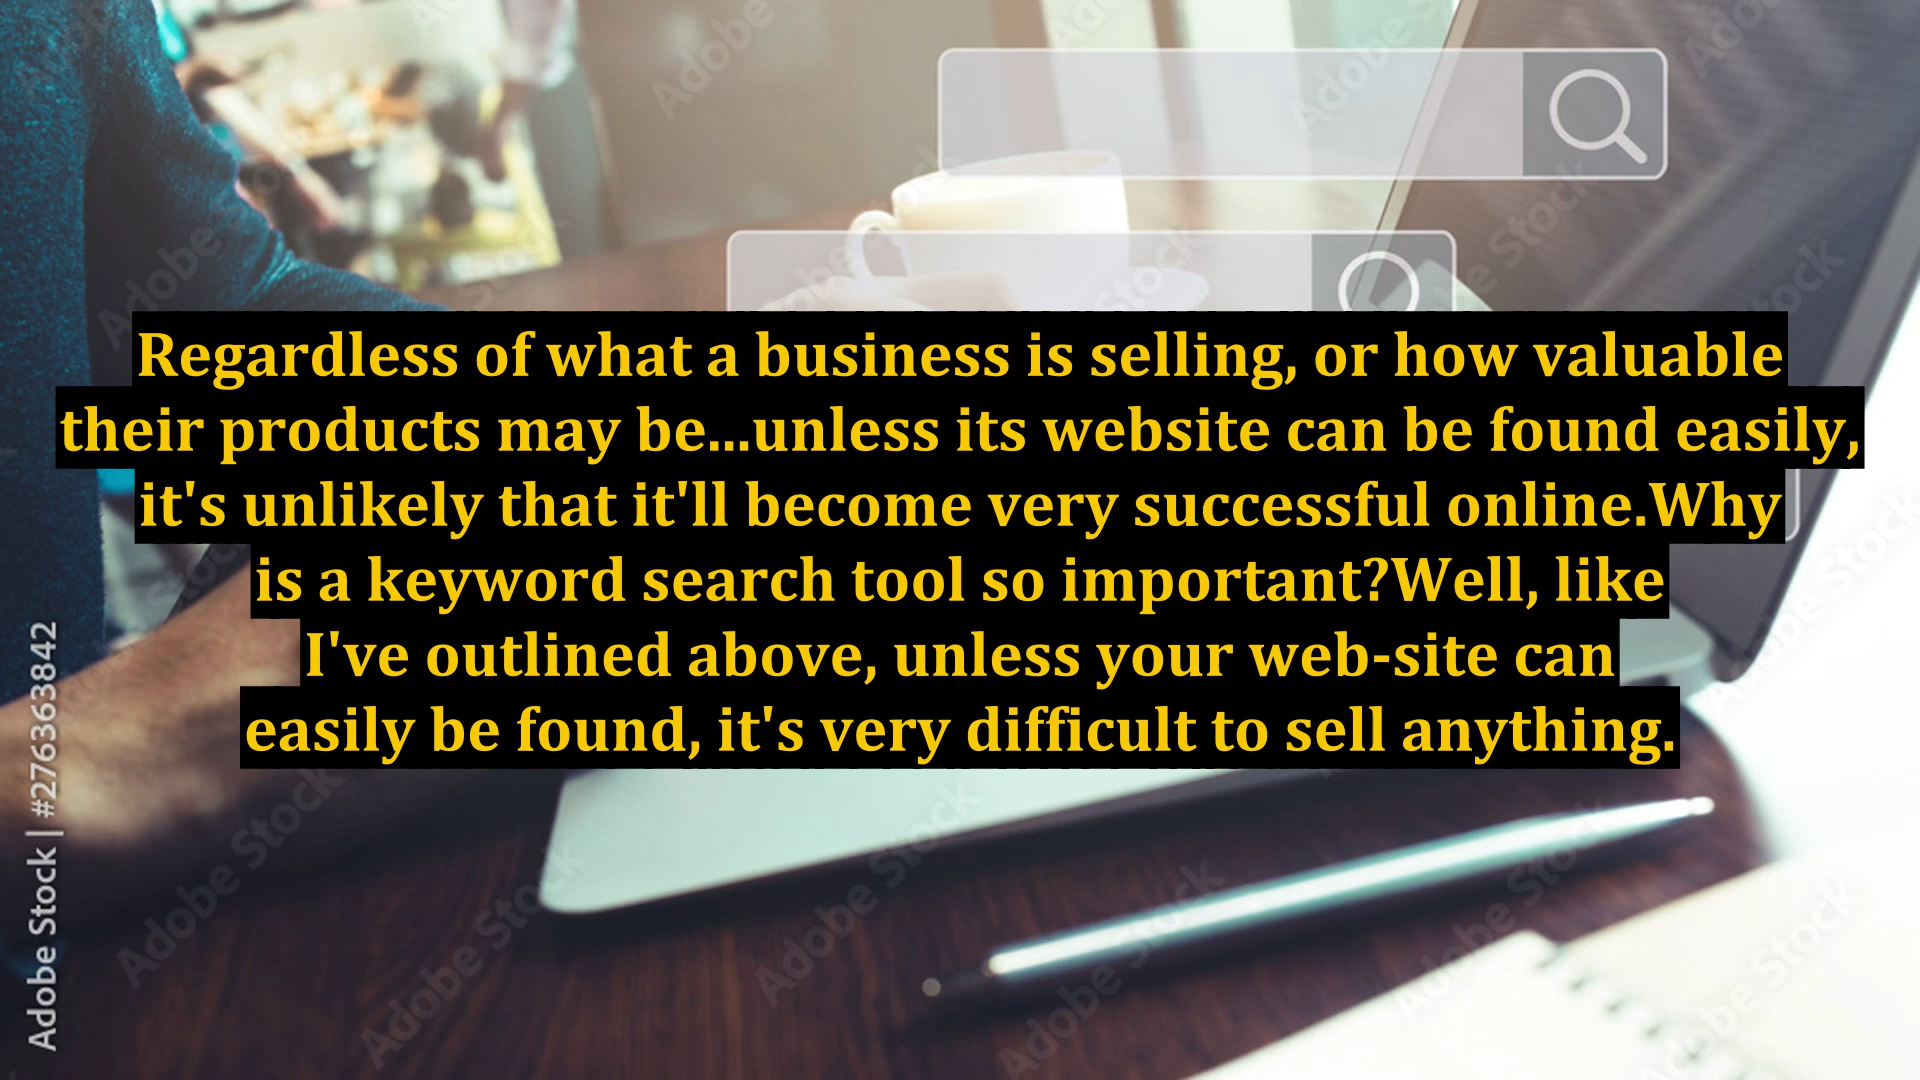 Regardless of what a business is selling, or how valuable
their products may be...unless its website can be found easily,
it's unlikely that it'll become very successful online.Why
is a keyword search tool so important?Well, like
I've outlined above, unless your web-site can
easily be found, it's very difficult to sell anything.
Adobe Stock | #276363842